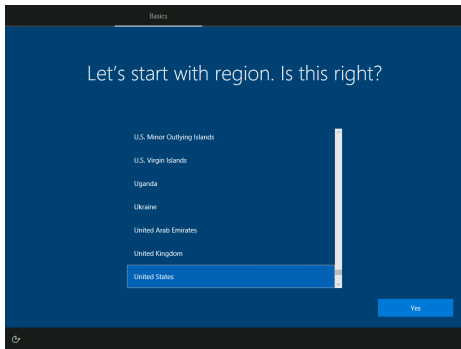 Basics
Let's start with region. Is this right?
U.S. Minor Outlying Islands
U.S. Virgin Islands
Uganda
Ukraine
United Arab Emirates
United Kingdom
United States
Yes